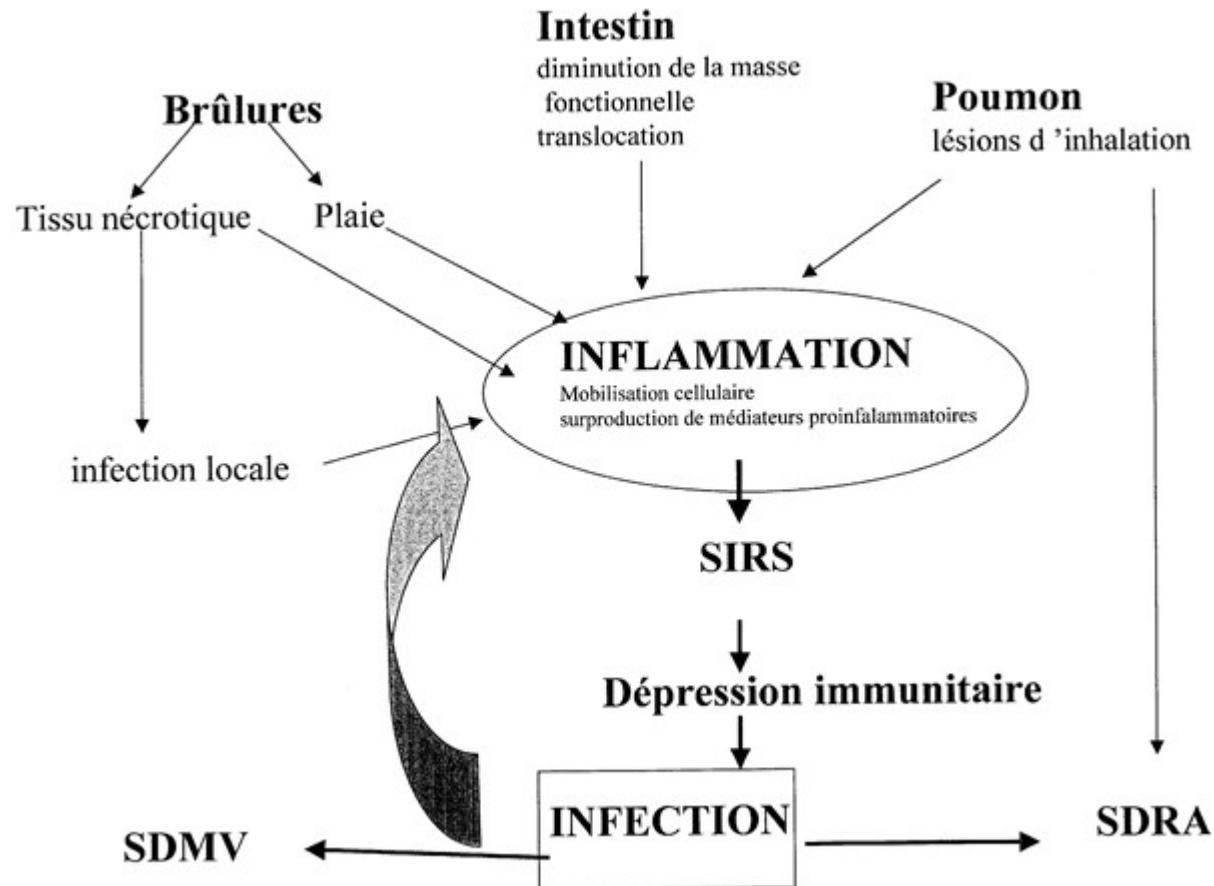 Intestin
diminution de la masse
fonctionnelle
translocation
Brûlures
Poumon
lésions d 'inhalation
Tissu nécrotique
Plaie
INFLAMMATION
Mobilisation cellulaire
surproduction de médiateurs proinfalammatoires
infection locale
SIRS
Dépression immunitaire
INFECTION
SDMV
SDRA